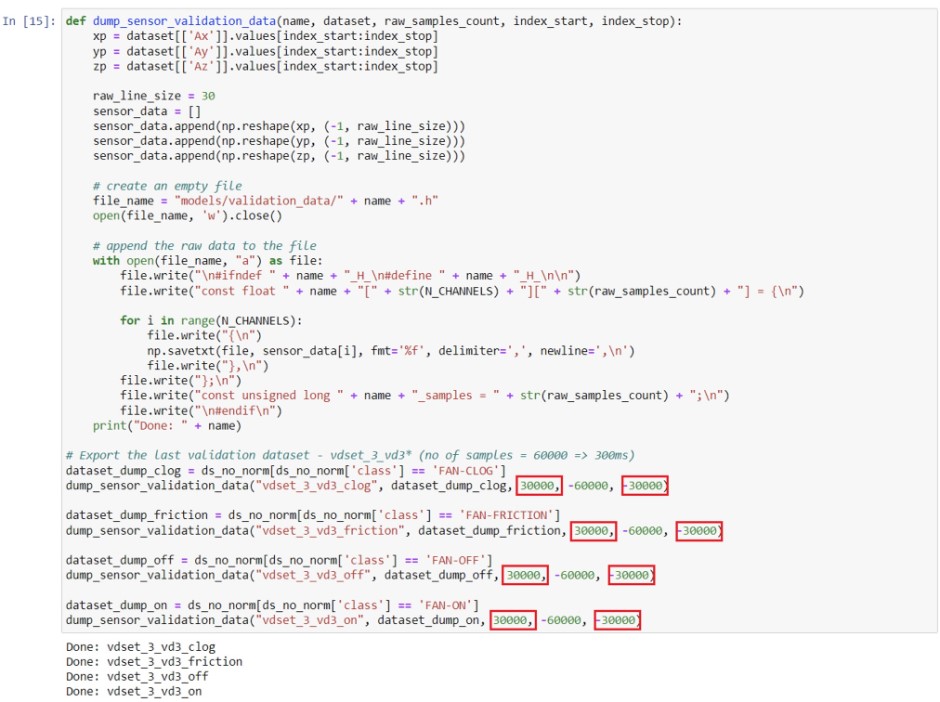 In [15]: def dump_sensor_validation_data(name, dataset, raw_samples_count, index_start, index_stop):
    xp = dataset[['Ax']].values[index_start:index_stop]
    yp = dataset[['Ay']].values[index_start:index_stop]
    zp = dataset[['Az']].values[index_start:index_stop]

    raw_line_size = 30
    sensor_data = []
    sensor_data.append(np.reshape(xp, (-1, raw_line_size)))
    sensor_data.append(np.reshape(yp, (-1, raw_line_size)))
    sensor_data.append(np.reshape(zp, (-1, raw_line_size)))

    # create an empty file
    file_name = "models/validation_data/" + name + ".h"
    open(file_name, 'w').close()

    # append the raw data to the file
    with open(file_name, "a") as file:
        file.write("\n#ifndef " + name + "_H_\n#define " + name + "_H_\n\n")
        file.write("const float " + name + "[" + str(N_CHANNELS) + "][" + str(raw_samples_count) + "] = {\n")

        for i in range(N_CHANNELS):
            file.write("{\n")
            np.savetxt(file, sensor_data[i], fmt='%f', delimiter=',', newline=',\n')
            file.write("},\n")
        file.write("};\n")
        file.write("const unsigned long " + name + "_samples = " + str(raw_samples_count) + ";\n")
        file.write("\n#endif\n")
    print("Done: " + name)

# Export the last validation dataset - vdset_3_vd3* (no of samples = 60000 => 300ms)
dataset_dump_clog = ds_no_norm[ds_no_norm['class'] == 'FAN-CLOG']
dump_sensor_validation_data("vdset_3_vd3_clog", dataset_dump_clog, 30000, -60000, -30000)

dataset_dump_friction = ds_no_norm[ds_no_norm['class'] == 'FAN-FRICTION']
dump_sensor_validation_data("vdset_3_vd3_friction", dataset_dump_friction, 30000, -60000, -30000)

dataset_dump_off = ds_no_norm[ds_no_norm['class'] == 'FAN-OFF']
dump_sensor_validation_data("vdset_3_vd3_off", dataset_dump_off, 30000, -60000, -30000)

dataset_dump_on = ds_no_norm[ds_no_norm['class'] == 'FAN-ON']
dump_sensor_validation_data("vdset_3_vd3_on", dataset_dump_on, 30000, -60000, -30000)

Done: vdset_3_vd3_clog
Done: vdset_3_vd3_friction
Done: vdset_3_vd3_off
Done: vdset_3_vd3_on